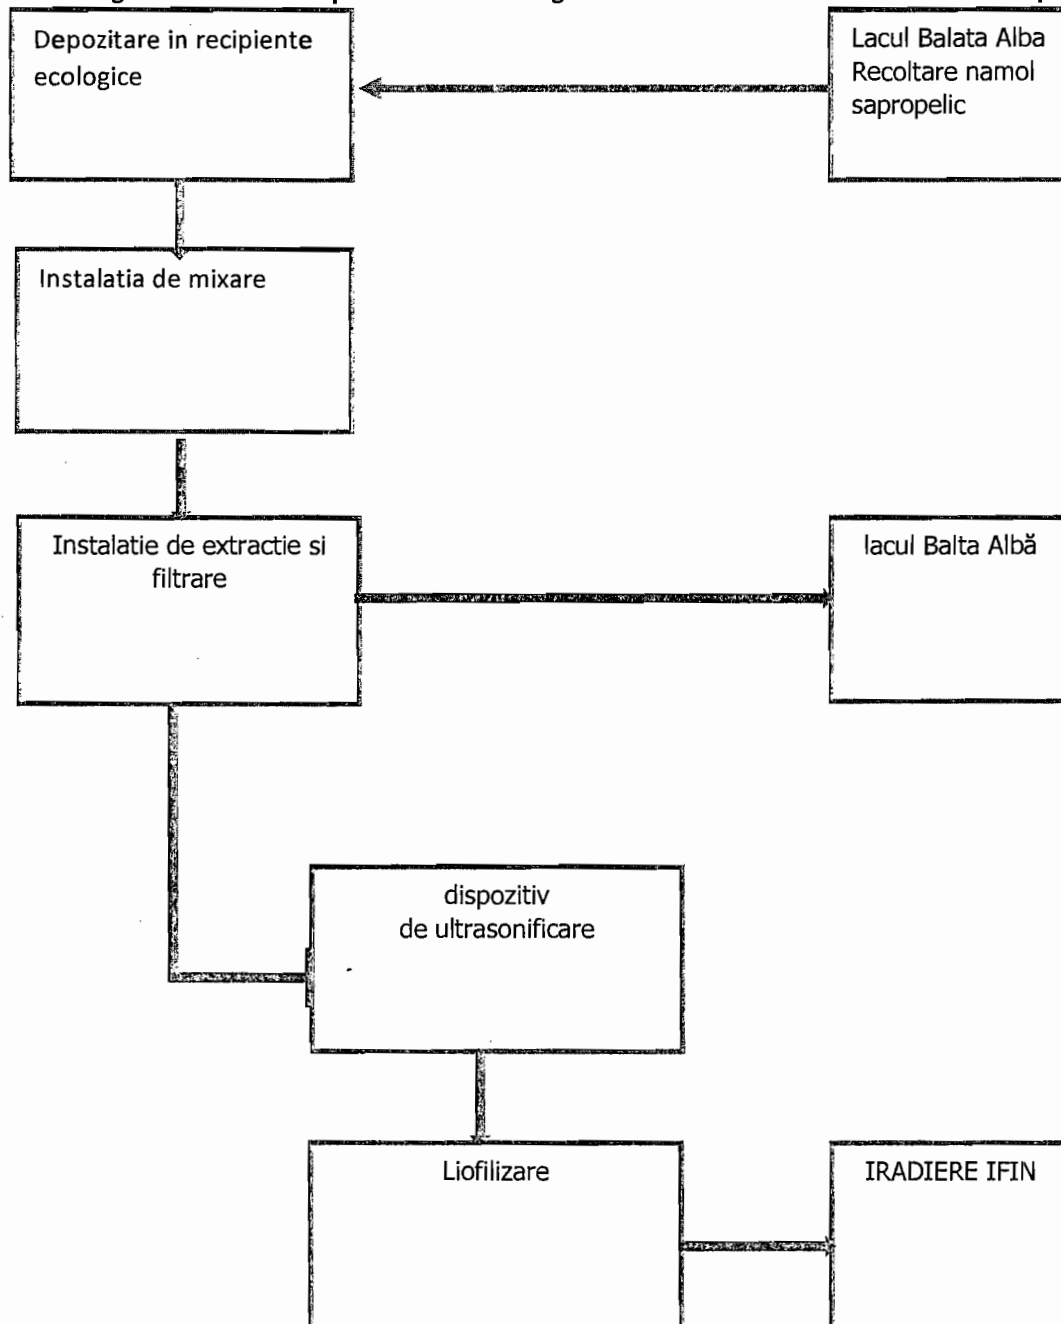 Depozitare in recipiente
ecologice
Lacul Balata Alba
Recoltare namol
sapropelic
Instalatia de mixare
Instalatie de extractie si
filtrare
lacul Balta Albă
dispozitiv
de ultrasonificare
Liofilizare
IRADIERE IFIN